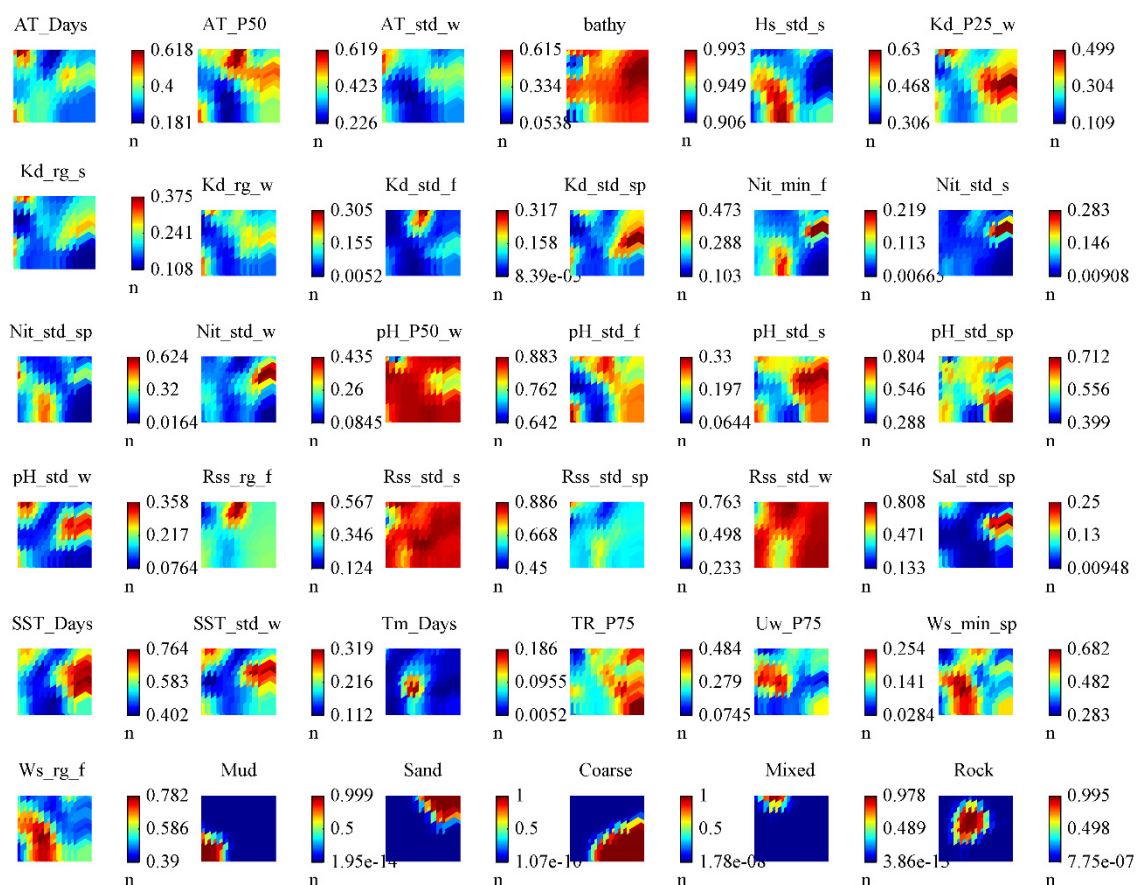 AT_Days AT_P50 AT_std_w bathy Hs_std_s Kd_P25_w
0.618 0.619 0.615 0.993 0.63 0.499
0.4 0.423 0.334 0.949 0.468 0.304
0.181 0.226 0.0538 0.906 0.306 0.109
n n n n n n
Kd_rg_s Kd_rg_w Kd_std_f Kd_std_sp Nit_min_f Nit_std_s
0.375 0.305 0.317 0.473 0.219 0.283
0.241 0.155 0.158 0.288 0.113 0.146
0.108 0.0052 8.39e-05 0.103 0.00665 0.00908
n n n n n n
Nit_std_sp Nit_std_w pH_P50_w pH_std_f pH_std_s pH_std_sp
0.624 0.435 0.883 0.33 0.804 0.712
0.32 0.26 0.762 0.197 0.546 0.556
0.0164 0.0845 0.642 0.0644 0.288 0.399
n n n n n n
pH_std_w Rss_rg_f Rss_std_s Rss_std_sp Rss_std_w Sal_std_sp
0.358 0.567 0.886 0.763 0.808 0.25
0.217 0.346 0.668 0.498 0.471 0.13
0.0764 0.124 0.45 0.233 0.133 0.00948
n n n n n n
SST_Days SST_std_w Tm_Days TR_P75 Uw_P75 Ws_min_sp
0.764 0.319 0.186 0.484 0.254 0.682
0.583 0.216 0.0955 0.279 0.141 0.482
0.402 0.112 0.0052 0.0745 0.0284 0.283
n n n n n n
Ws_rg_f Mud Sand Coarse Mixed Rock
0.782 0.999 1 1 0.978 0.995
0.586 0.5 0.5 0.5 0.489 0.498
0.39 1.95e-14 1.07e-10 1.78e-08 3.86e-13 7.75e-07
n n n n n n